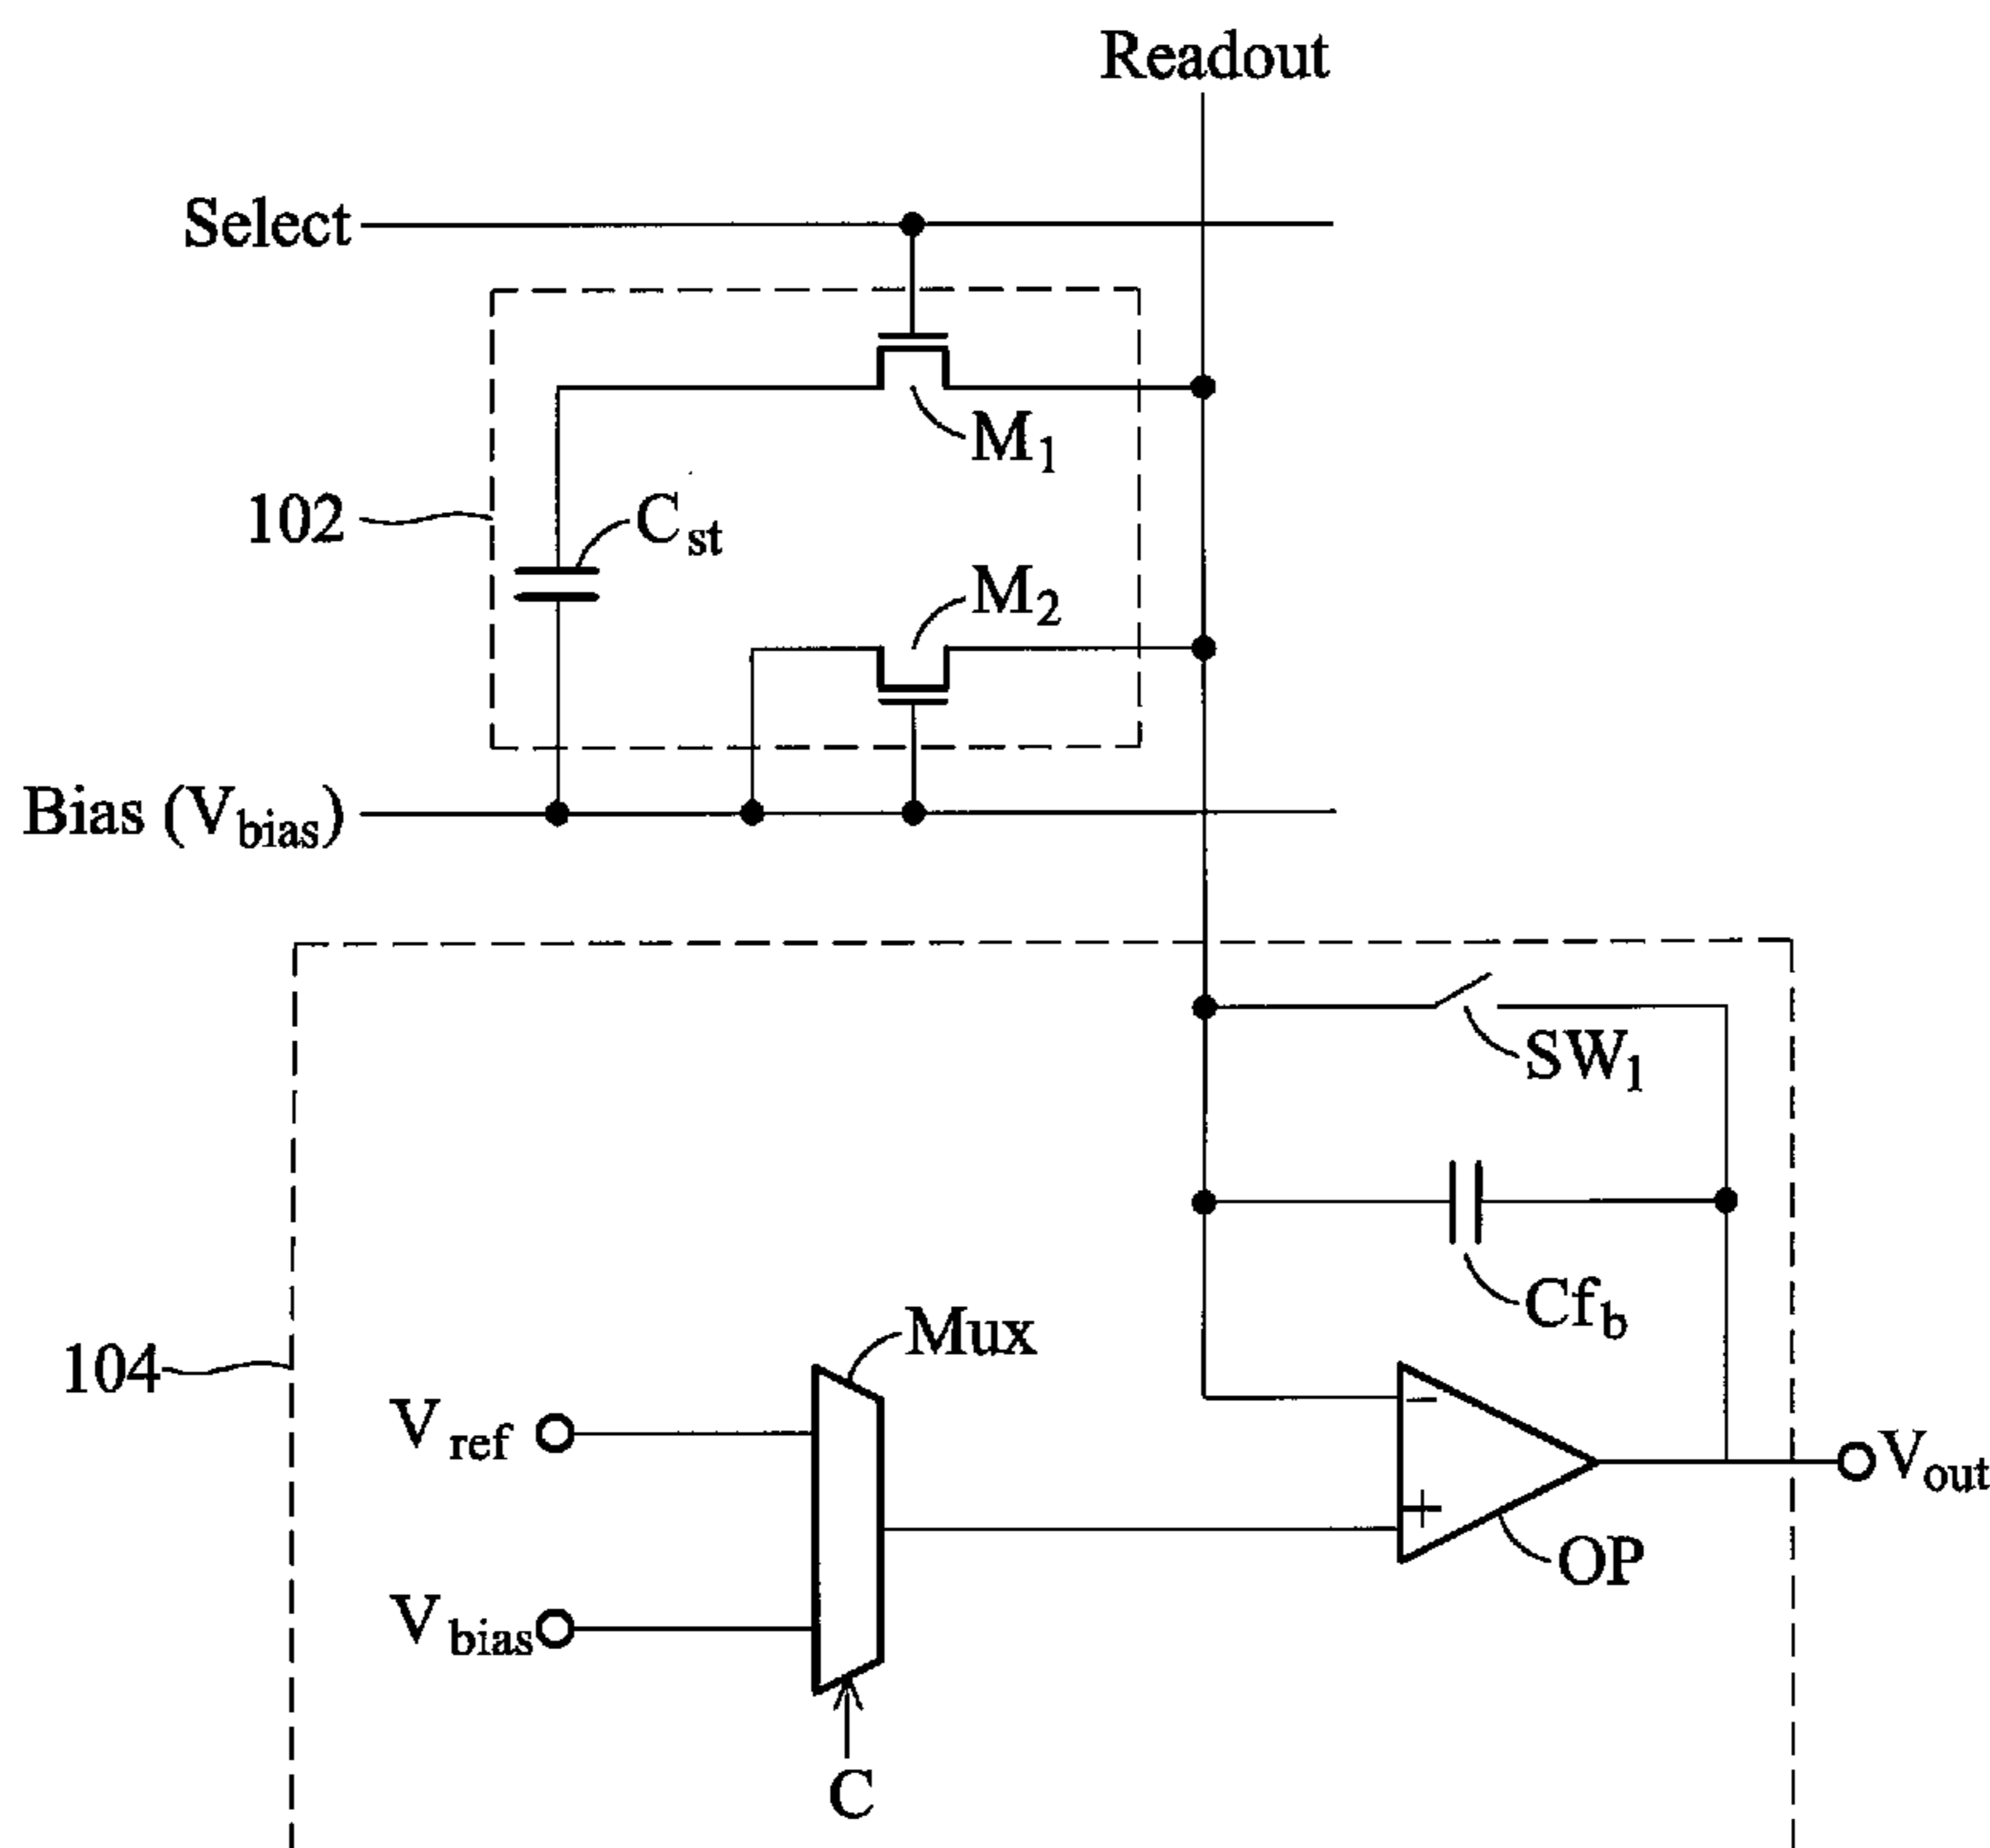 Readout
Select
M1
102
Cst
M2
Bias (Vbias)
SW1
Cfb
Mux
104
Vref
−
Vout
+
OP
Vbias
C